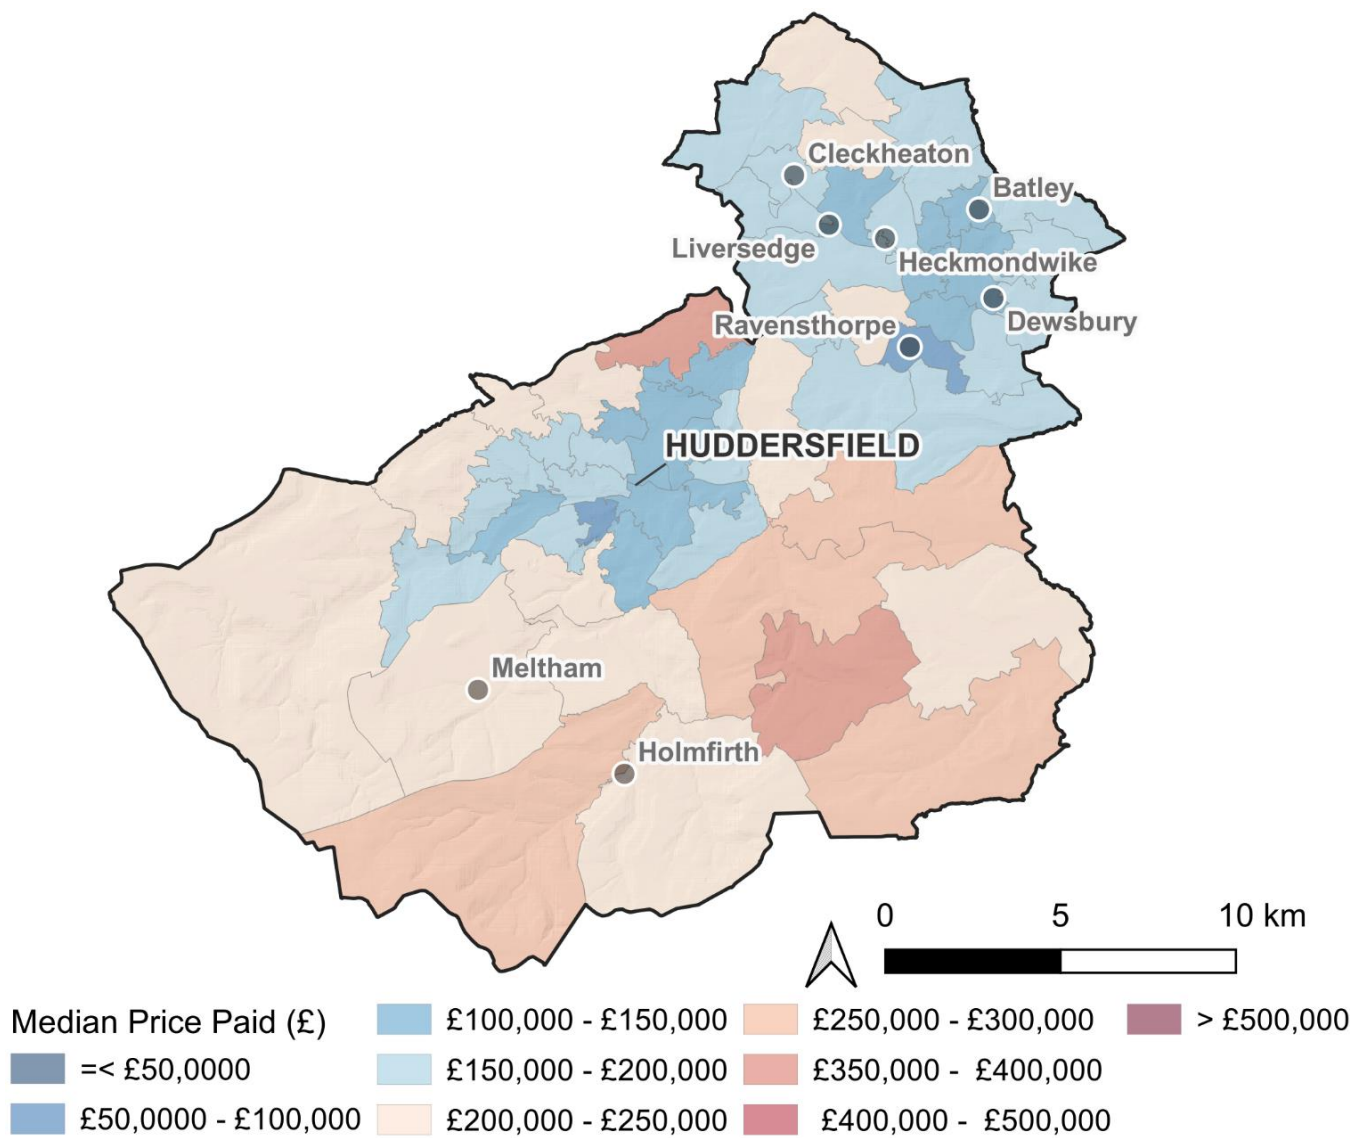 Cleckheaton
Batley
Liversedge
Heckmondwike
Ravensthorpe
Dewsbury
HUDDERSFIELD
Meltham
Holmfirth
0 5 10 km
Median Price Paid (£)
=< £50,0000
£50,0000 - £100,000
£100,000 - £150,000
£150,000 - £200,000
£200,000 - £250,000
£250,000 - £300,000
£350,000 - £400,000
£400,000 - £500,000
> £500,000